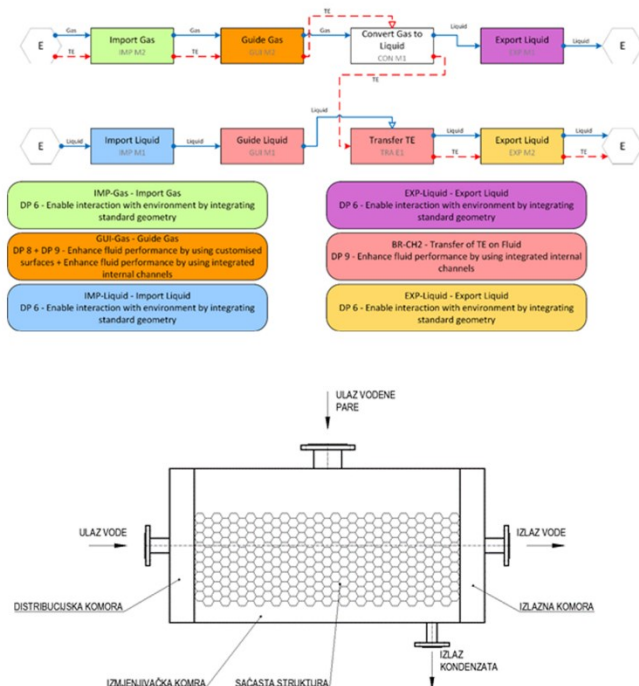 Gas
Gas
Gas
Liquid
Liquid
TE
E
Import Gas
IMP M2
Guide Gas
GUI M2
Convert Gas to
Liquid
CON M1
Export Liquid
EXP M1
E
TE
TE
TE
Liquid
Liquid
Liquid
Liquid
Liquid
Liquid
E
Import Liquid
IMP M1
Guide Liquid
GUI M1
Transfer TE
TRA E1
Export Liquid
EXP M2
E
TE
TE
IMP-Gas - Import Gas
DP 6 - Enable interaction with environment by integrating
standard geometry
EXP-Liquid - Export Liquid
DP 6 - Enable interaction with environment by integrating
standard geometry
GUI-Gas - Guide Gas
DP 8 + DP 9 - Enhance fluid performance by using customised
surfaces + Enhance fluid performance by using integrated
internal channels
BR-CH2 - Transfer of TE on Fluid
DP 9 - Enhance fluid performance by using integrated internal
channels
IMP-Liquid - Import Liquid
DP 6 - Enable interaction with environment by integrating
standard geometry
EXP-Liquid - Export Liquid
DP 6 - Enable interaction with environment by integrating
standard geometry
ULAZ VODENE
PARE
ULAZ VODE
IZLAZ VODE
DISTRIBUCIJSKA KOMORA
IZLAZNA KOMORA
IZLAZ
KONDENZATA
IZMJENJIVAČKA KOMRA
SAĆASTA STRUKTURA